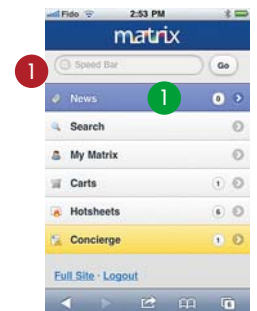 Fido 2:53 PM
matrix
1 Speed Bar Go
News 1 0
Search
My Matrix
Carts 1
Hotsheets 6
Concierge 1
Full Site · Logout
6